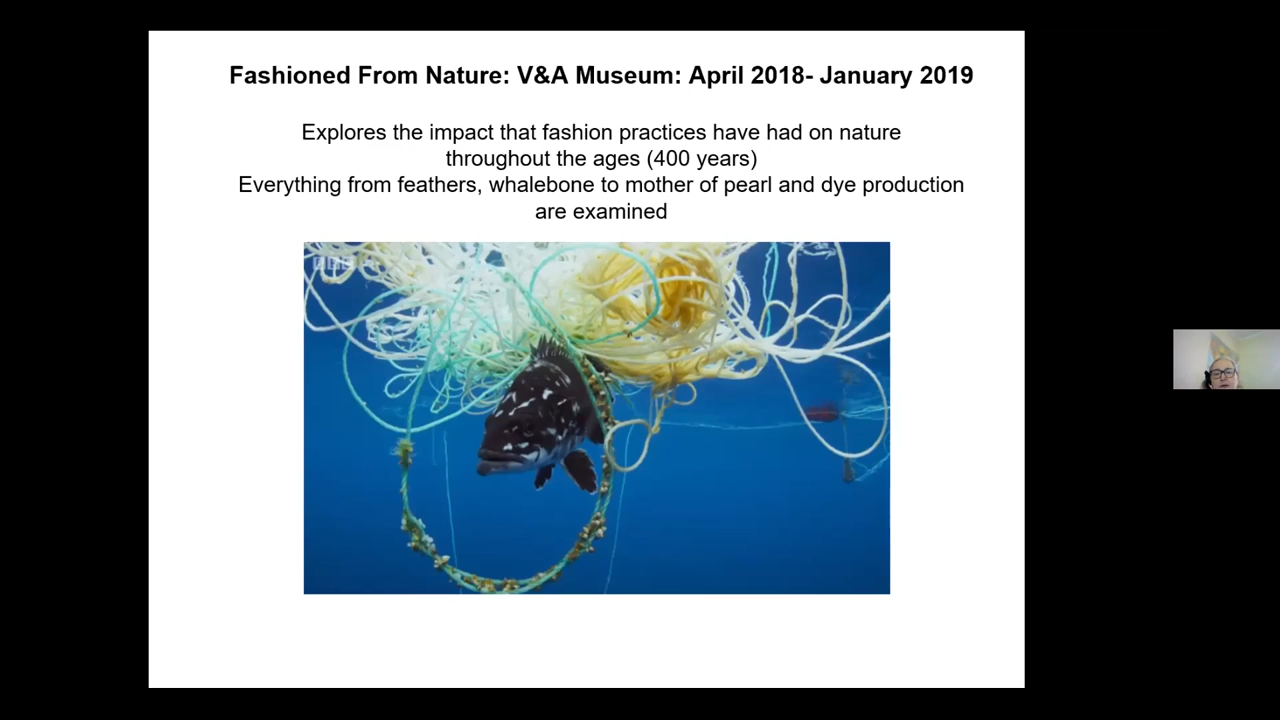 Fashioned From Nature: V&A Museum: April 2018- January 2019
Explores the impact that fashion practices have had on nature
throughout the ages (400 years)
Everything from feathers, whalebone to mother of pearl and dye production
are examined